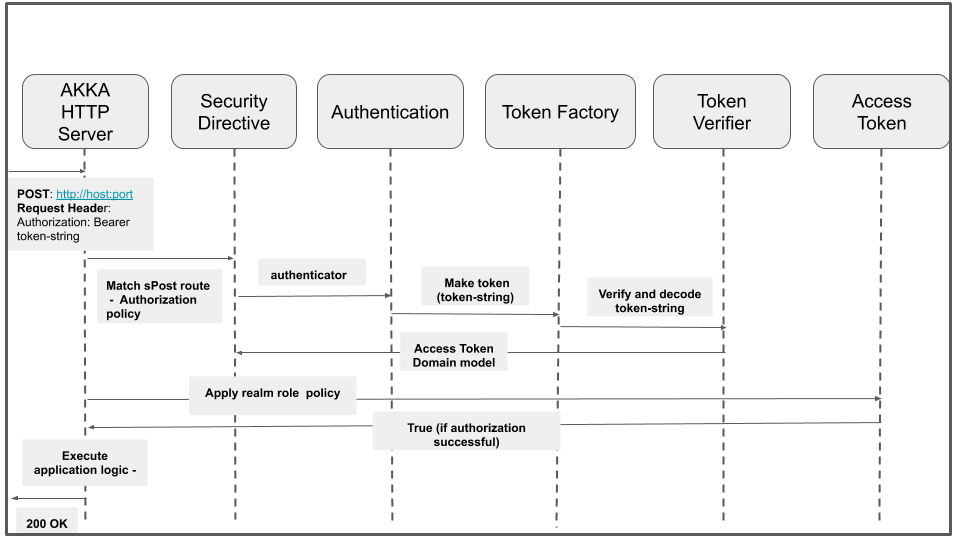 AKKA
HTTP
Server
Security
Directive
Authentication
Token Factory
Token
Verifier
Access
Token
POST: http://host:port
Request Header:
Authorization: Bearer
token-string
Match sPost route
- Authorization
policy
authenticator
Make token
(token-string)
Verify and decode
token-string
Access Token
Domain model
Apply realm role policy
True (if authorization
successful)
Execute
application logic -
200 OK